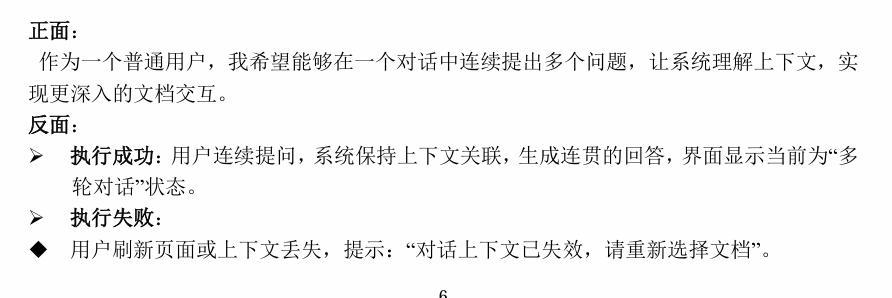 正面：
作为一个普通用户，我希望能够在一个对话中连续提出多个问题，让系统理解上下文，实
现更深入的文档交互。
反面：
➢ 执行成功：用户连续提问，系统保持上下文关联，生成连贯的回答，界面显示当前为“多
轮对话”状态。
➢ 执行失败：
◆ 用户刷新页面或上下文丢失，提示：“对话上下文已失效，请重新选择文档”。
6